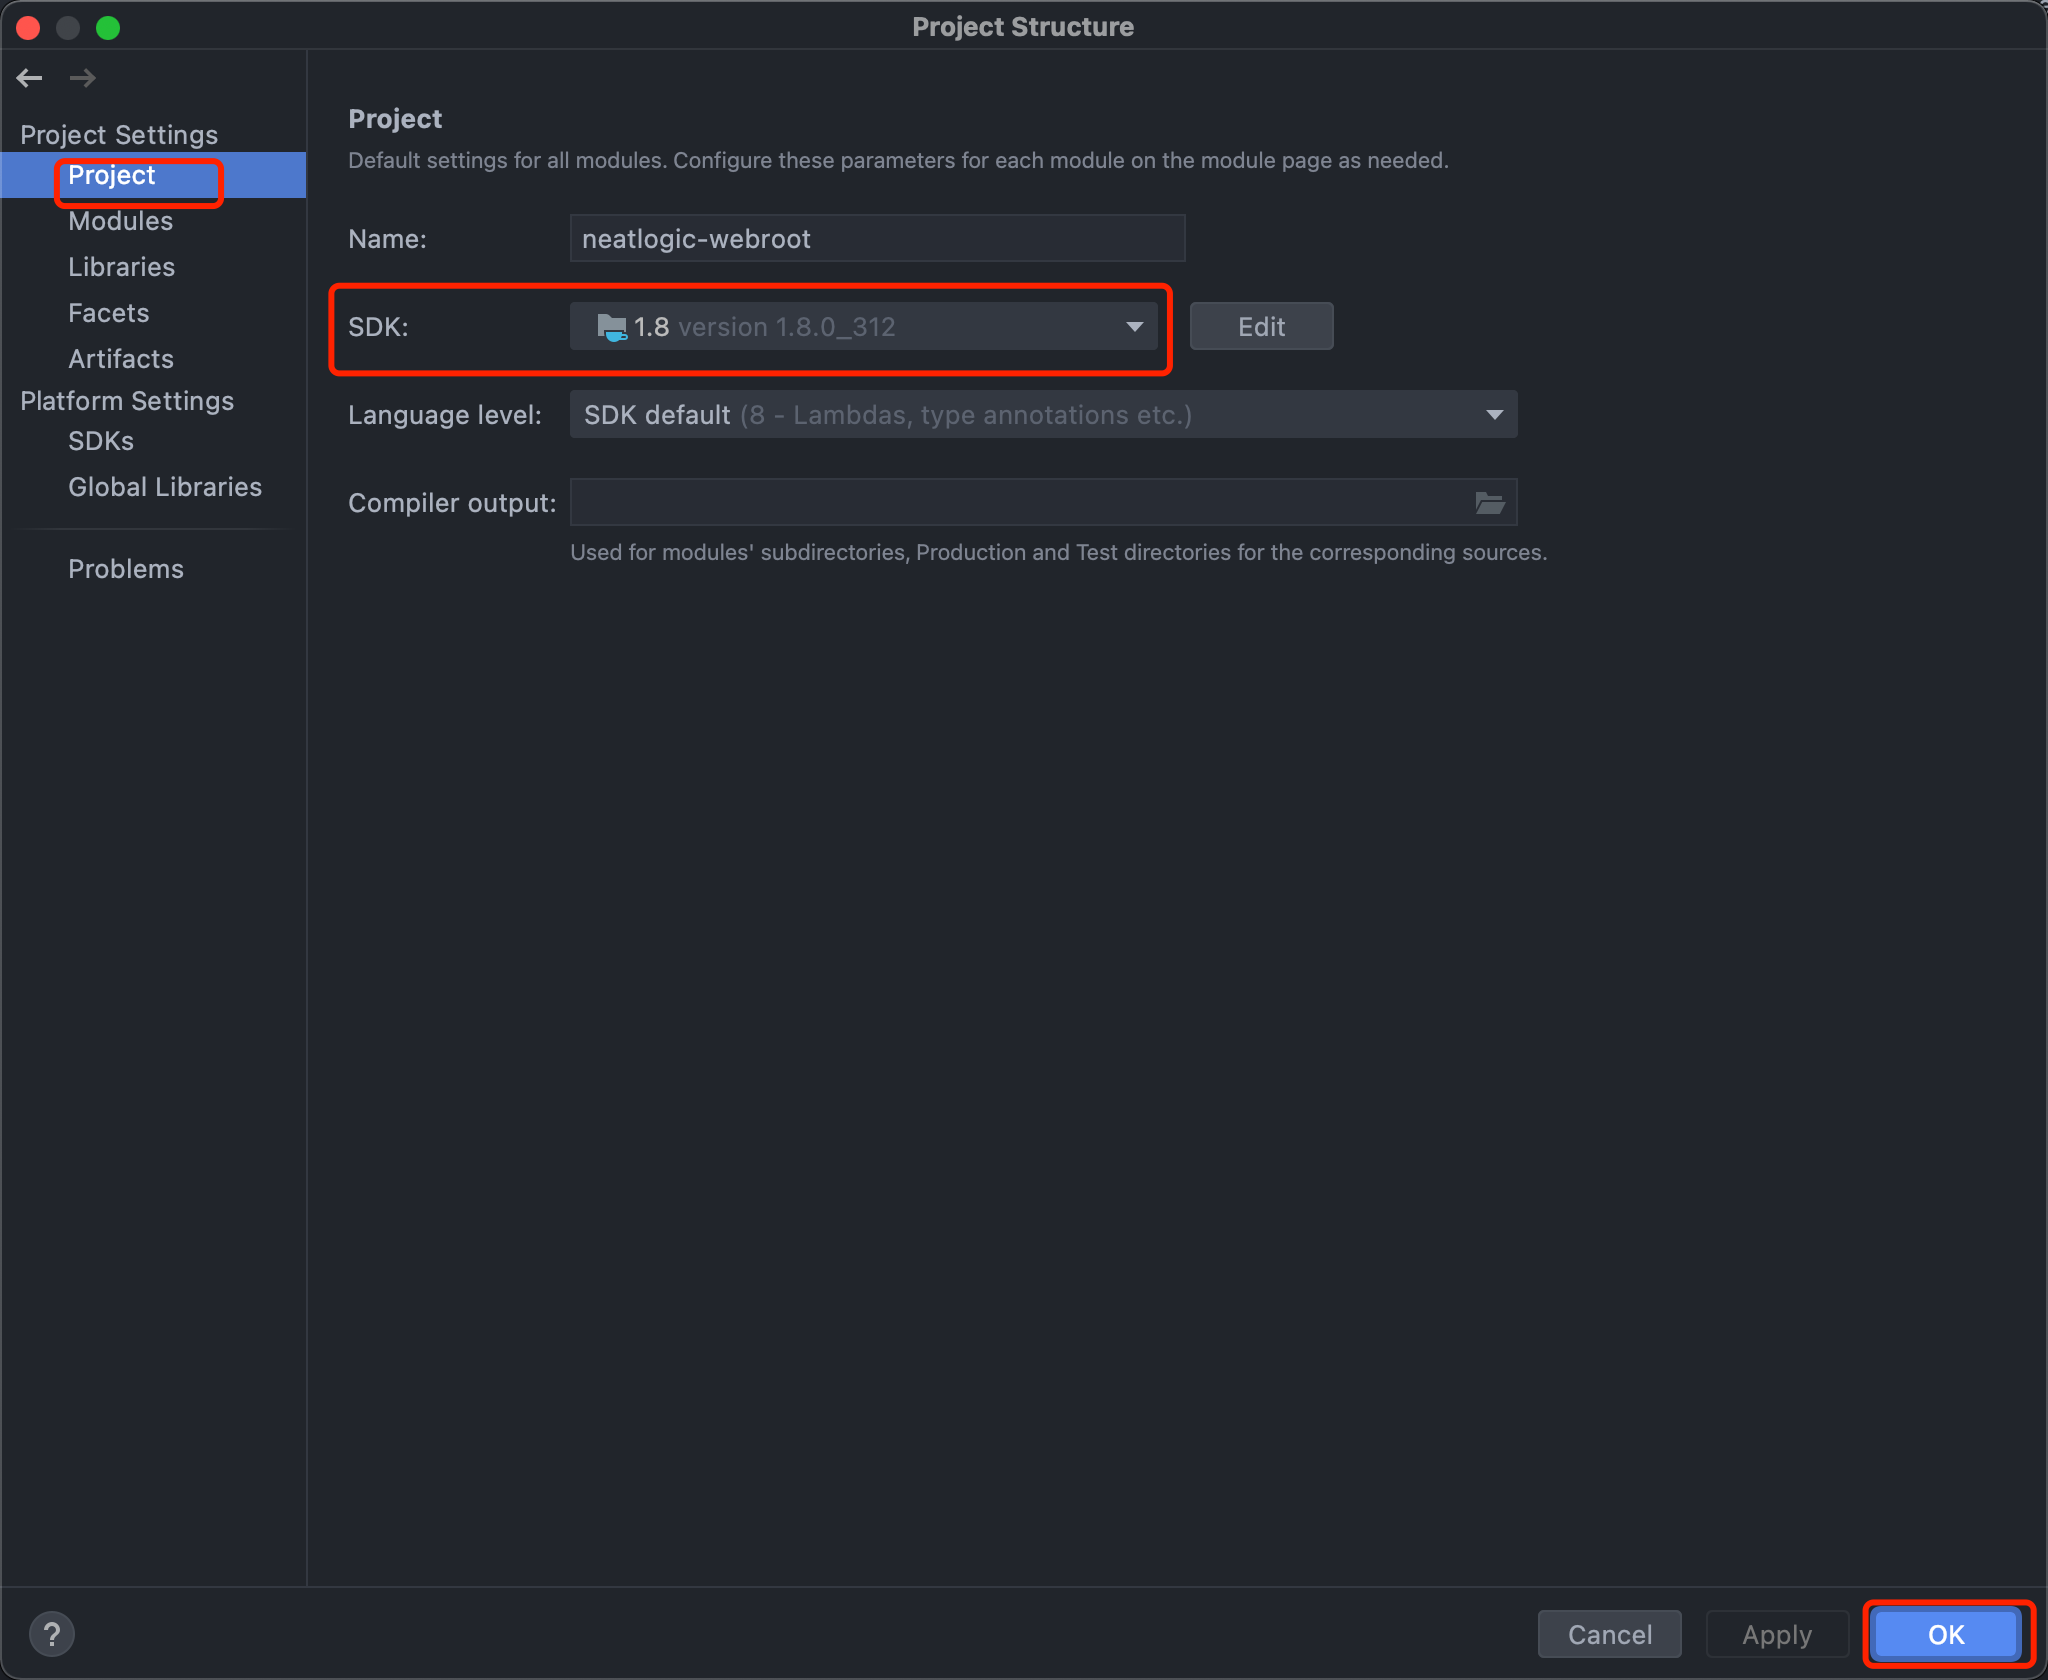 Project Structure
Project Settings
Project
Modules
Libraries
Facets
Artifacts
Platform Settings
SDKs
Global Libraries
Problems
Project
Default settings for all modules. Configure these parameters for each module on the module page as needed.
Name: neatlogic-webroot
SDK: 1.8 version 1.8.0_312 Edit
Language level: SDK default (8 - Lambdas, type annotations etc.)
Compiler output:
Used for modules' subdirectories, Production and Test directories for the corresponding sources.
? Cancel Apply OK